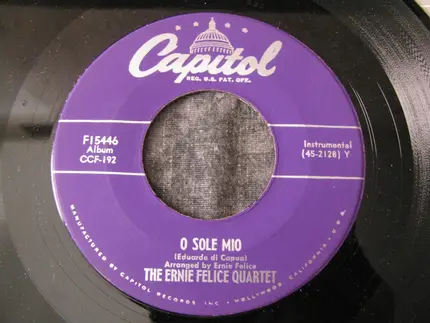 Capitol
REG. U.S. PAT. OFF.
F15446
Album
CCF-192
Instrumental
(45-2128) Y
O SOLE MIO
(Eduardo di Capua)
Arranged by Ernie Felice
THE ERNIE FELICE QUARTET
MANUFACTURED BY CAPITOL RECORDS INC. • HOLLYWOOD, CALIFORNIA, U.S.A.